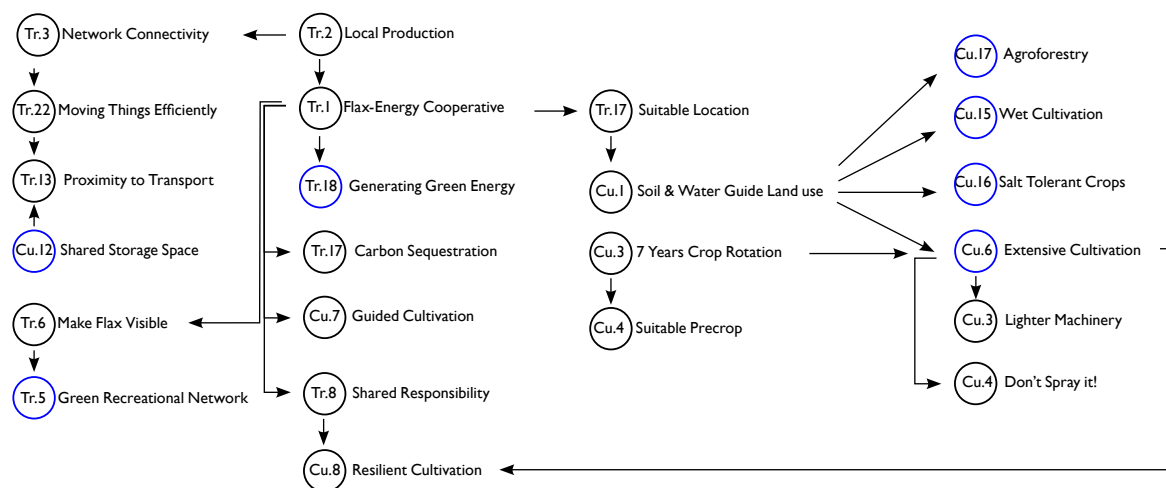 Tr.3 Network Connectivity
Tr.22 Moving Things Efficiently
Tr.13 Proximity to Transport
Cu.12 Shared Storage Space
Tr.6 Make Flax Visible
Tr.5 Green Recreational Network
Tr.2 Local Production
Tr.1 Flax-Energy Cooperative
Tr.18 Generating Green Energy
Tr.17 Carbon Sequestration
Cu.7 Guided Cultivation
Tr.8 Shared Responsibility
Cu.8 Resilient Cultivation
Tr.17 Suitable Location
Cu.1 Soil & Water Guide Land use
Cu.3 7 Years Crop Rotation
Cu.4 Suitable Precrop
Cu.17 Agroforestry
Cu.15 Wet Cultivation
Cu.16 Salt Tolerant Crops
Cu.6 Extensive Cultivation
Cu.3 Lighter Machinery
Cu.4 Don't Spray it!